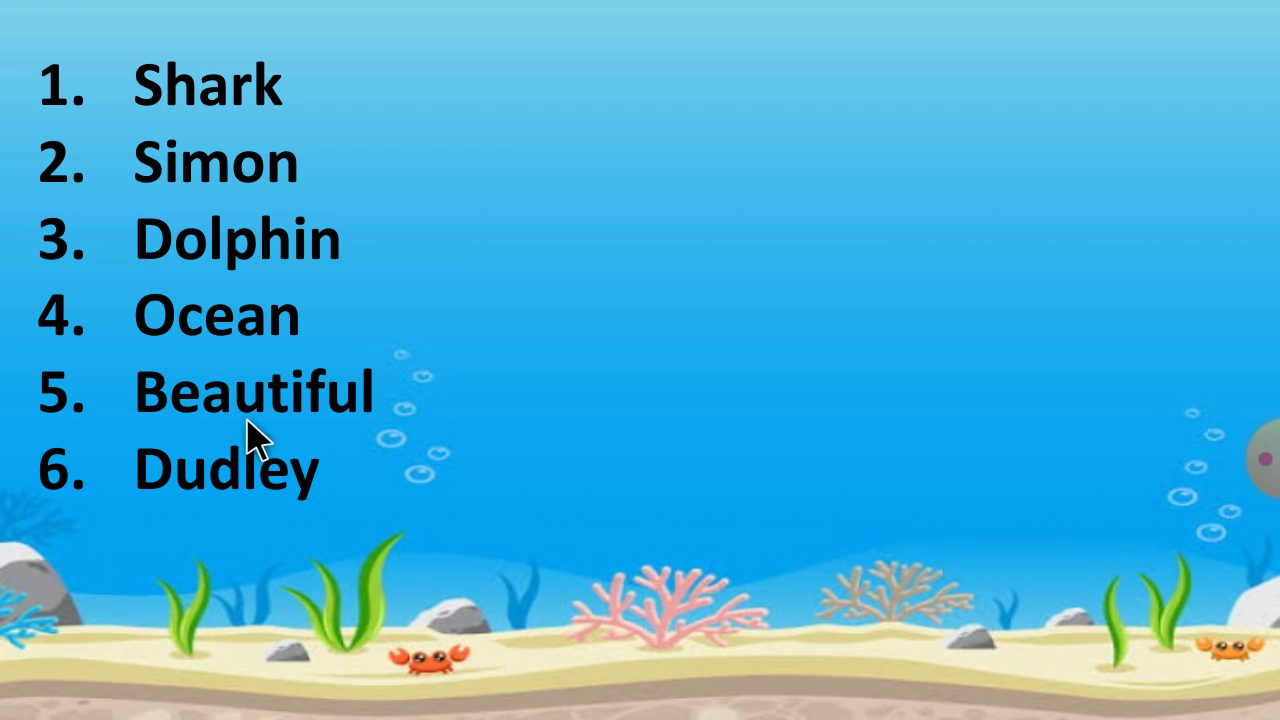 1. Shark
2. Simon
3. Dolphin
4. Ocean
5. Beautiful
6. Dudley